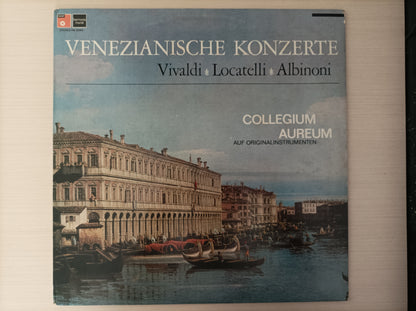 VENEZIANISCHE KONZERTE
Vivaldi Locatelli Albinoni
COLLEGIUM
AUREUM
AUF ORIGINALINSTRUMENTEN